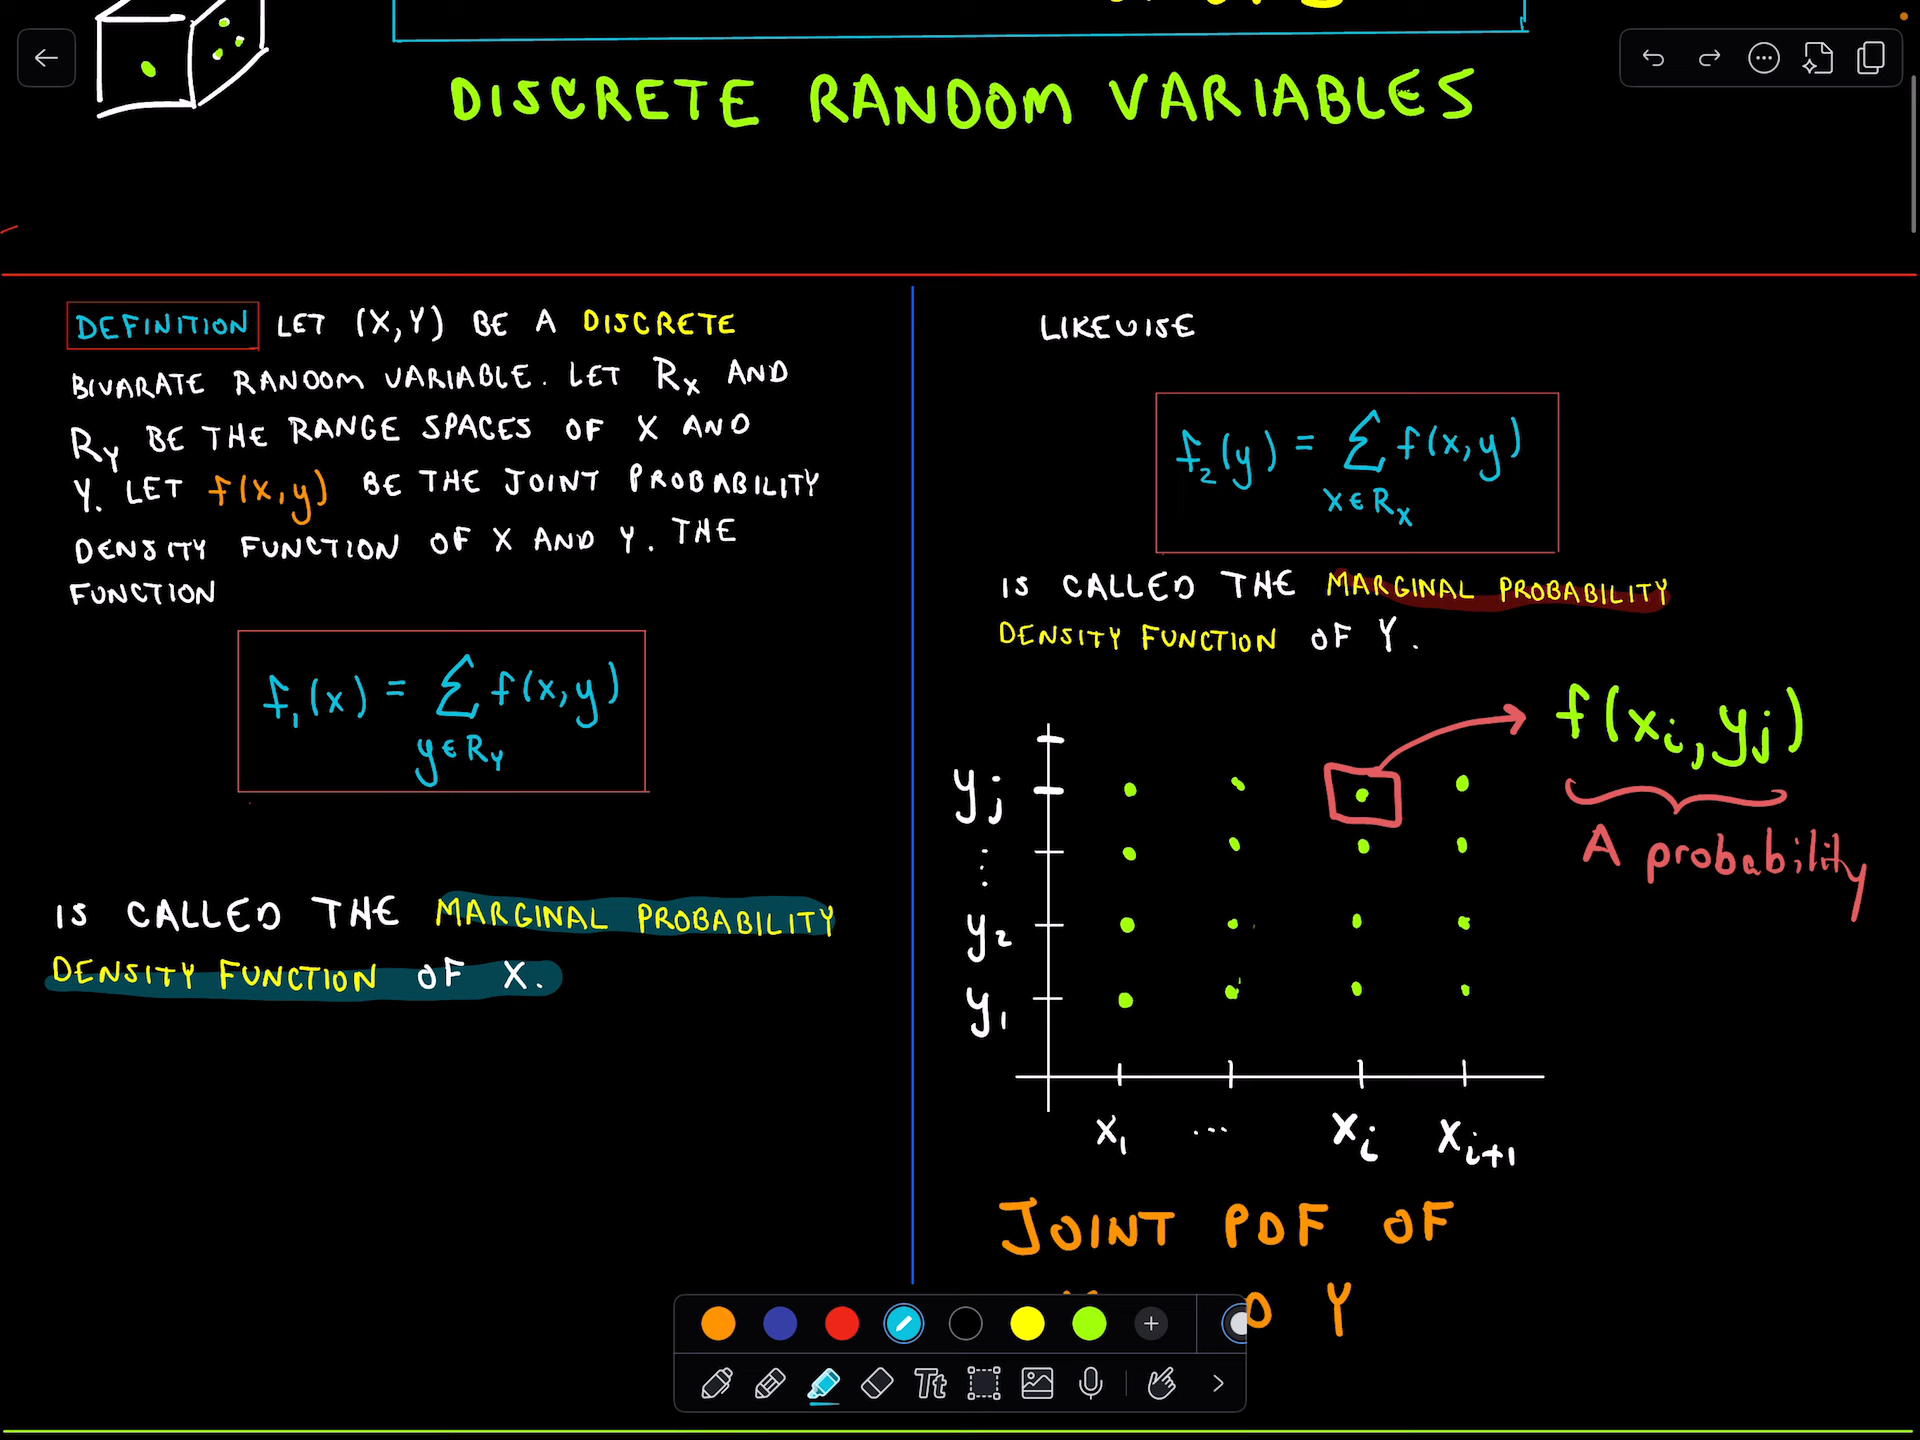 DISCRETE RANDOM VARIABLES
DEFINITION LET (X,Y) BE A DISCRETE
BIVARATE RANDOM VARIABLE. LET Rx AND
RY BE THE RANGE SPACES OF X AND
Y. LET f(x,y) BE THE JOINT PROBABILITY
DENSITY FUNCTION OF X AND Y. THE
FUNCTION
f₁(x) = ∑ f(x,y)
y∈RY
IS CALLED THE MARGINAL PROBABILITY
DENSITY FUNCTION OF X.
LIKEWISE
f₂(y) = ∑ f(x,y)
x∈Rx
IS CALLED THE MARGINAL PROBABILITY
DENSITY FUNCTION OF Y.
f(xi,yj)
A probability
yj
⋮
y₂
y₁
x₁ ... xi xi+1
JOINT PDF OF
Y
Tt